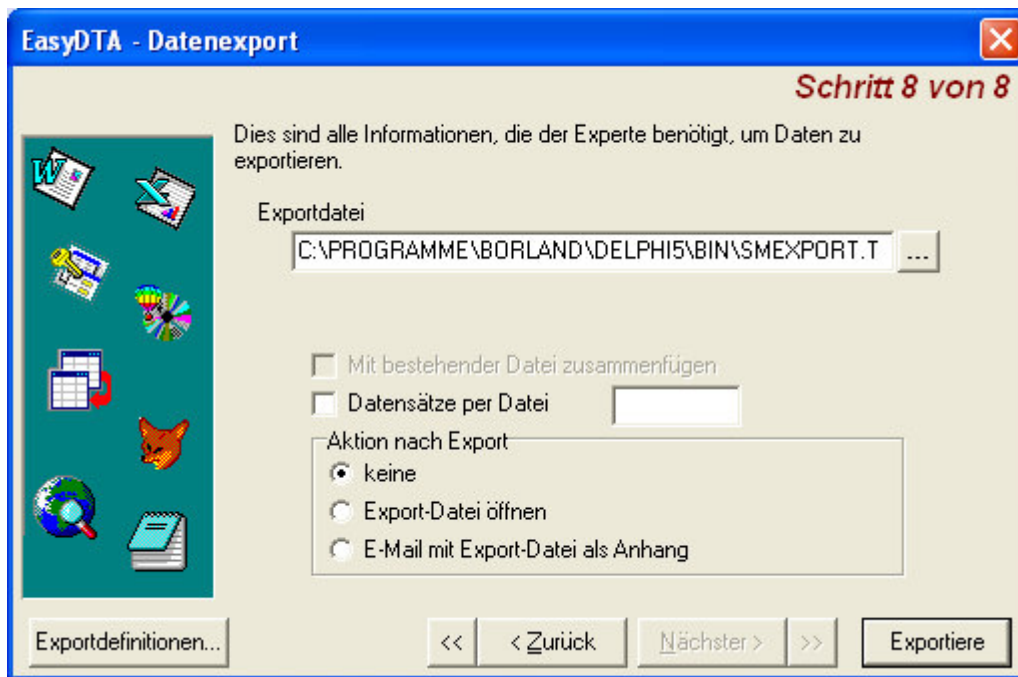 EasyDTA - Datenexport
Schritt 8 von 8
Dies sind alle Informationen, die der Experte benötigt, um Daten zu
exportieren.
Exportdatei
C:\PROGRAMME\BORLAND\DELPHI5\BIN\SMEXPORT.T
...
Mit bestehender Datei zusammenfügen
Datensätze per Datei
Aktion nach Export
keine
Export-Datei öffnen
E-Mail mit Export-Datei als Anhang
Exportdefinitionen... << < Zurück Nächster > >> Exportiere